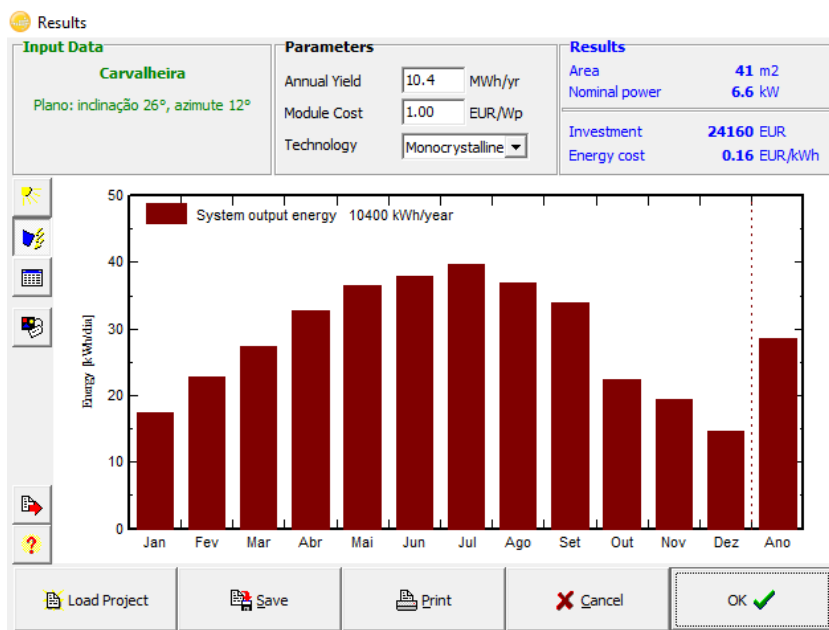 Results
Input Data
Carvalheira
Plano: inclinação 26°, azimute 12°
Parameters
Annual Yield 10.4 MWh/yr
Module Cost 1.00 EUR/Wp
Technology Monocrystalline
Results
Area 41 m2
Nominal power 6.6 kW
Investment 24160 EUR
Energy cost 0.16 EUR/kWh
System output energy 10400 kWh/year
Energy [kWh/dia]
50
40
30
20
10
0
Jan Fev Mar Abr Mai Jun Jul Ago Set Out Nov Dez Ano
Load Project Save Print Cancel OK